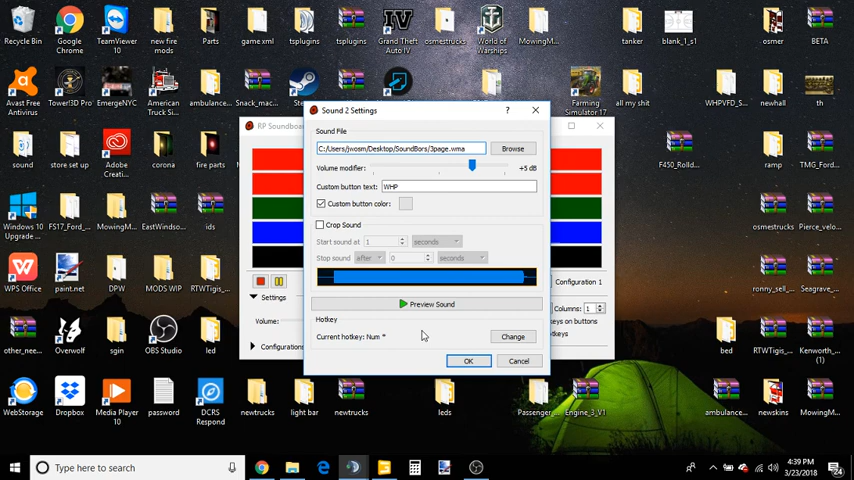 Recycle Bin
Google Chrome
TeamViewer 10
new fire mods
Parts
game.xml
tsplugins
tsplugins
Grand Theft Auto IV
osmestrucks
World of Warships
MowingM...
tanker
blank_1_s1
osmer
BETA
Avast Free Antivirus
Tower!3D Pro
EmergeNYC
American Truck Si...
ambulance...
Snack_mac...
Farming Simulator 17
all my shit
WHPVFD_S...
newhall
ramp
th
sound
store set up
Adobe Creati...
corona
fire parts
F450_Roll...
TMG_Ford...
Windows 10 Upgrade ...
FS17_Ford_...
MowingM...
EastWindso...
ids
Pierce_velo...
WPS Office
paint.net
DPW
MODS WIP
RTWTigis_...
ronny_sell...
Seagrave_...
other_nee...
Overwolf
sgin
OBS Studio
led
bed
RTWTigis_...
Kenworth_...
WebStorage
Dropbox
Media Player 10
password
DCRS Respond
newtrucks
light bar
newtrucks
leds
Passenger_...
Engine_3_V1
ambulance...
newskins
MowingM...
RP Soundboa
Settings
Volume:
Configurations
Configuration 1
Columns: 1
keys on buttons
Sound 2 Settings
?
Sound File
C:/Users/jwosm/Desktop/SoundBors/3page.wma
Browse
Volume modifier:
+5 dB
Custom button text:
WHP
Custom button color:
Crop Sound
Start sound at
1
seconds
Stop sound
after
0
seconds
Preview Sound
Hotkey
Current hotkey: Num *
Change
OK
Cancel
Type here to search
4:39 PM
3/23/2018
24